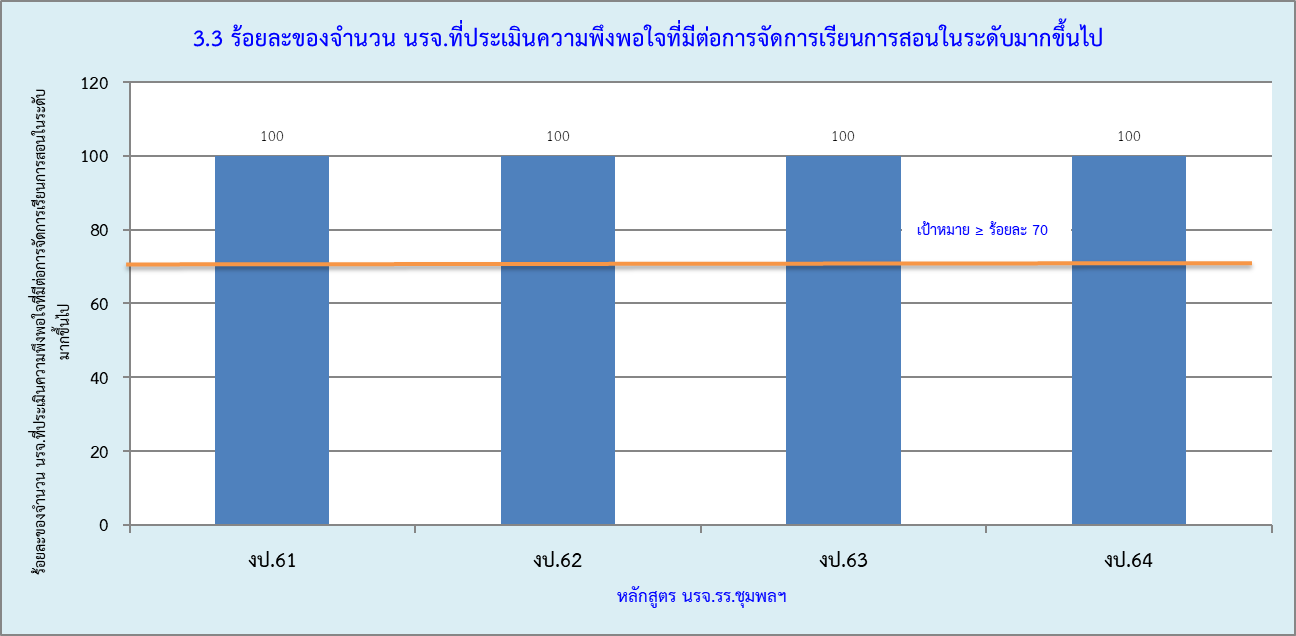 3.3 ร้อยละของจำนวน นรจ.ที่ประเมินความพึงพอใจที่มีต่อการจัดการเรียนการสอนในระดับมากขึ้นไป
ร้อยละของจำนวน นรจ.ที่ประเมินความพึงพอใจที่มีต่อการจัดการเรียนการสอนในระดับ
มากขึ้นไป
120
100
80
60
40
20
0
100
100
100
100
เป้าหมาย ≥ ร้อยละ 70
งป.61
งป.62
งป.63
งป.64
หลักสูตร นรจ.รร.ชุมพลฯ